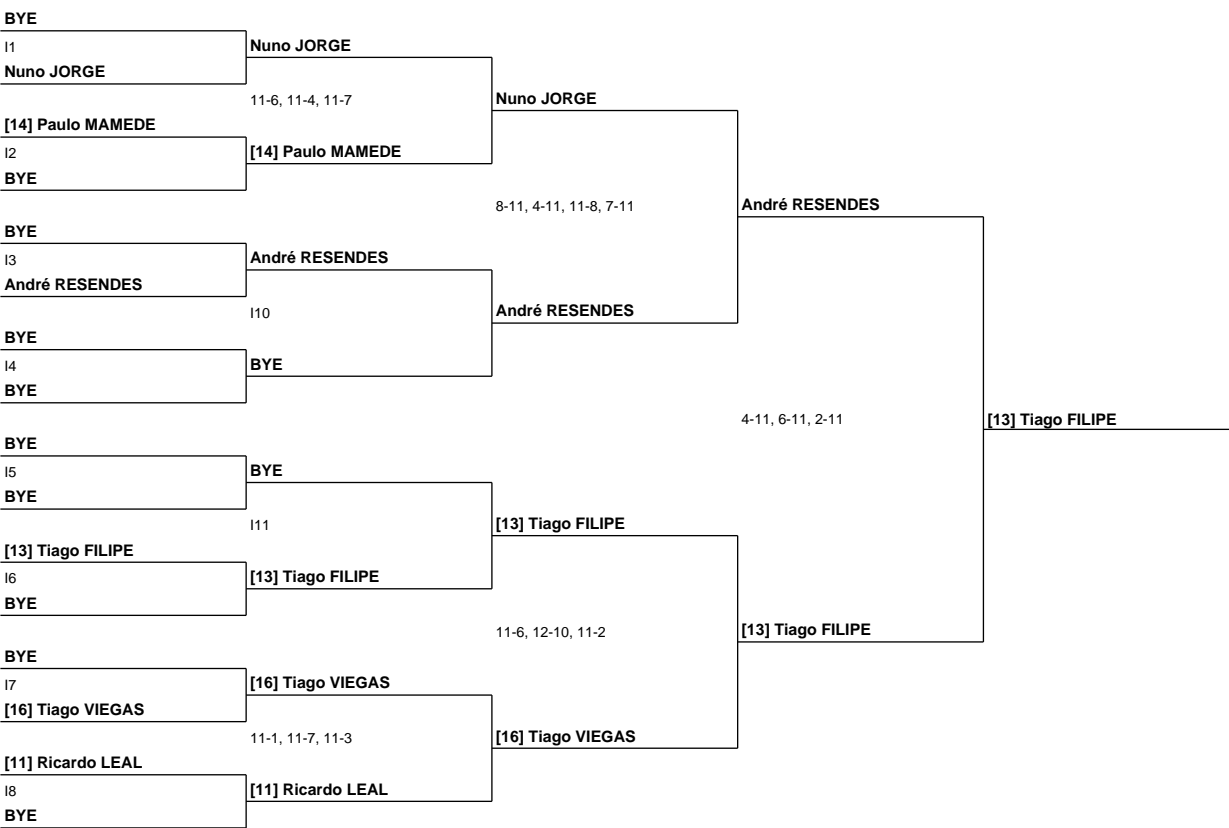 BYE
I1
Nuno JORGE
Nuno JORGE
11-6, 11-4, 11-7
Nuno JORGE
[14] Paulo MAMEDE
I2
[14] Paulo MAMEDE
BYE
8-11, 4-11, 11-8, 7-11
André RESENDES
BYE
I3
André RESENDES
André RESENDES
I10
André RESENDES
BYE
I4
BYE
BYE
4-11, 6-11, 2-11
[13] Tiago FILIPE
BYE
I5
BYE
BYE
I11
[13] Tiago FILIPE
[13] Tiago FILIPE
I6
[13] Tiago FILIPE
BYE
11-6, 12-10, 11-2
[13] Tiago FILIPE
BYE
I7
[16] Tiago VIEGAS
[16] Tiago VIEGAS
11-1, 11-7, 11-3
[16] Tiago VIEGAS
[11] Ricardo LEAL
I8
[11] Ricardo LEAL
BYE